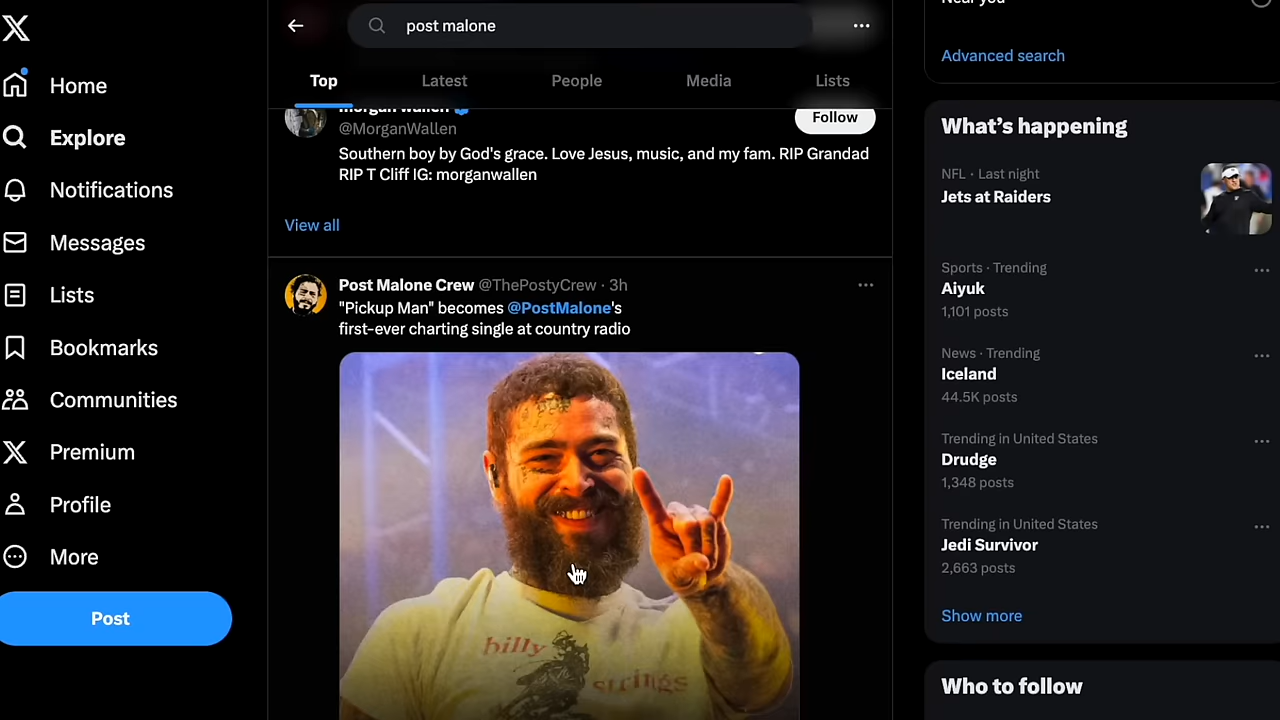 X
Home
Explore
Notifications
Messages
Lists
Bookmarks
Communities
Premium
Profile
More
Post
post malone
Top
Latest
People
Media
Lists
morgan wallen
@MorganWallen
Follow
Southern boy by God's grace. Love Jesus, music, and my fam. RIP Grandad
RIP T Cliff IG: morganwallen
View all
Post Malone Crew @ThePostyCrew · 3h
"Pickup Man" becomes @PostMalone's
first-ever charting single at country radio
billy
strings
Near you
Advanced search
What's happening
NFL · Last night
Jets at Raiders
Sports · Trending
Aiyuk
1,101 posts
News · Trending
Iceland
44.5K posts
Trending in United States
Drudge
1,348 posts
Trending in United States
Jedi Survivor
2,663 posts
Show more
Who to follow